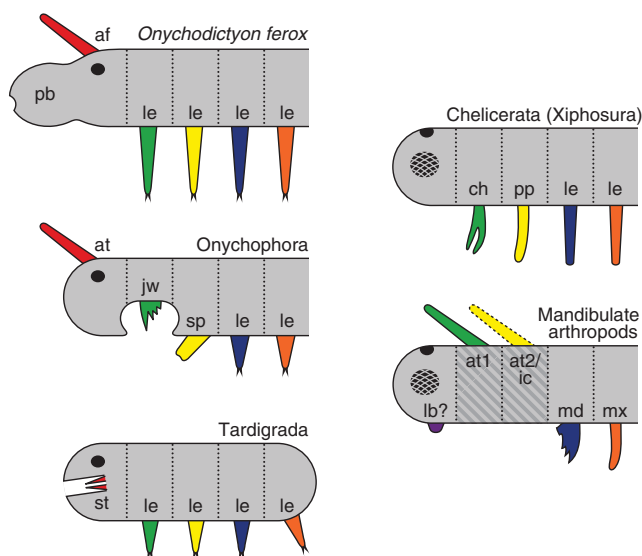 af
Onychodictyon ferox
pb
le le le le
at
Onychophora
jw
sp le le
Tardigrada
st
le le le le
Chelicerata (Xiphosura)
ch pp le le
Mandibulate
arthropods
at1 at2/
ic
lb? md mx